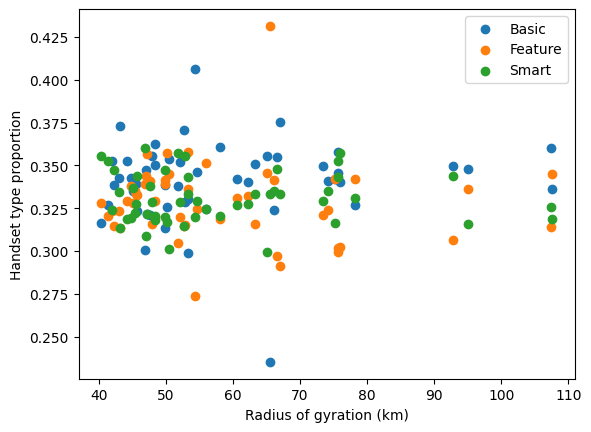 Basic
Feature
Smart
Handset type proportion
0.425
0.400
0.375
0.350
0.325
0.300
0.275
0.250
40 50 60 70 80 90 100 110
Radius of gyration (km)